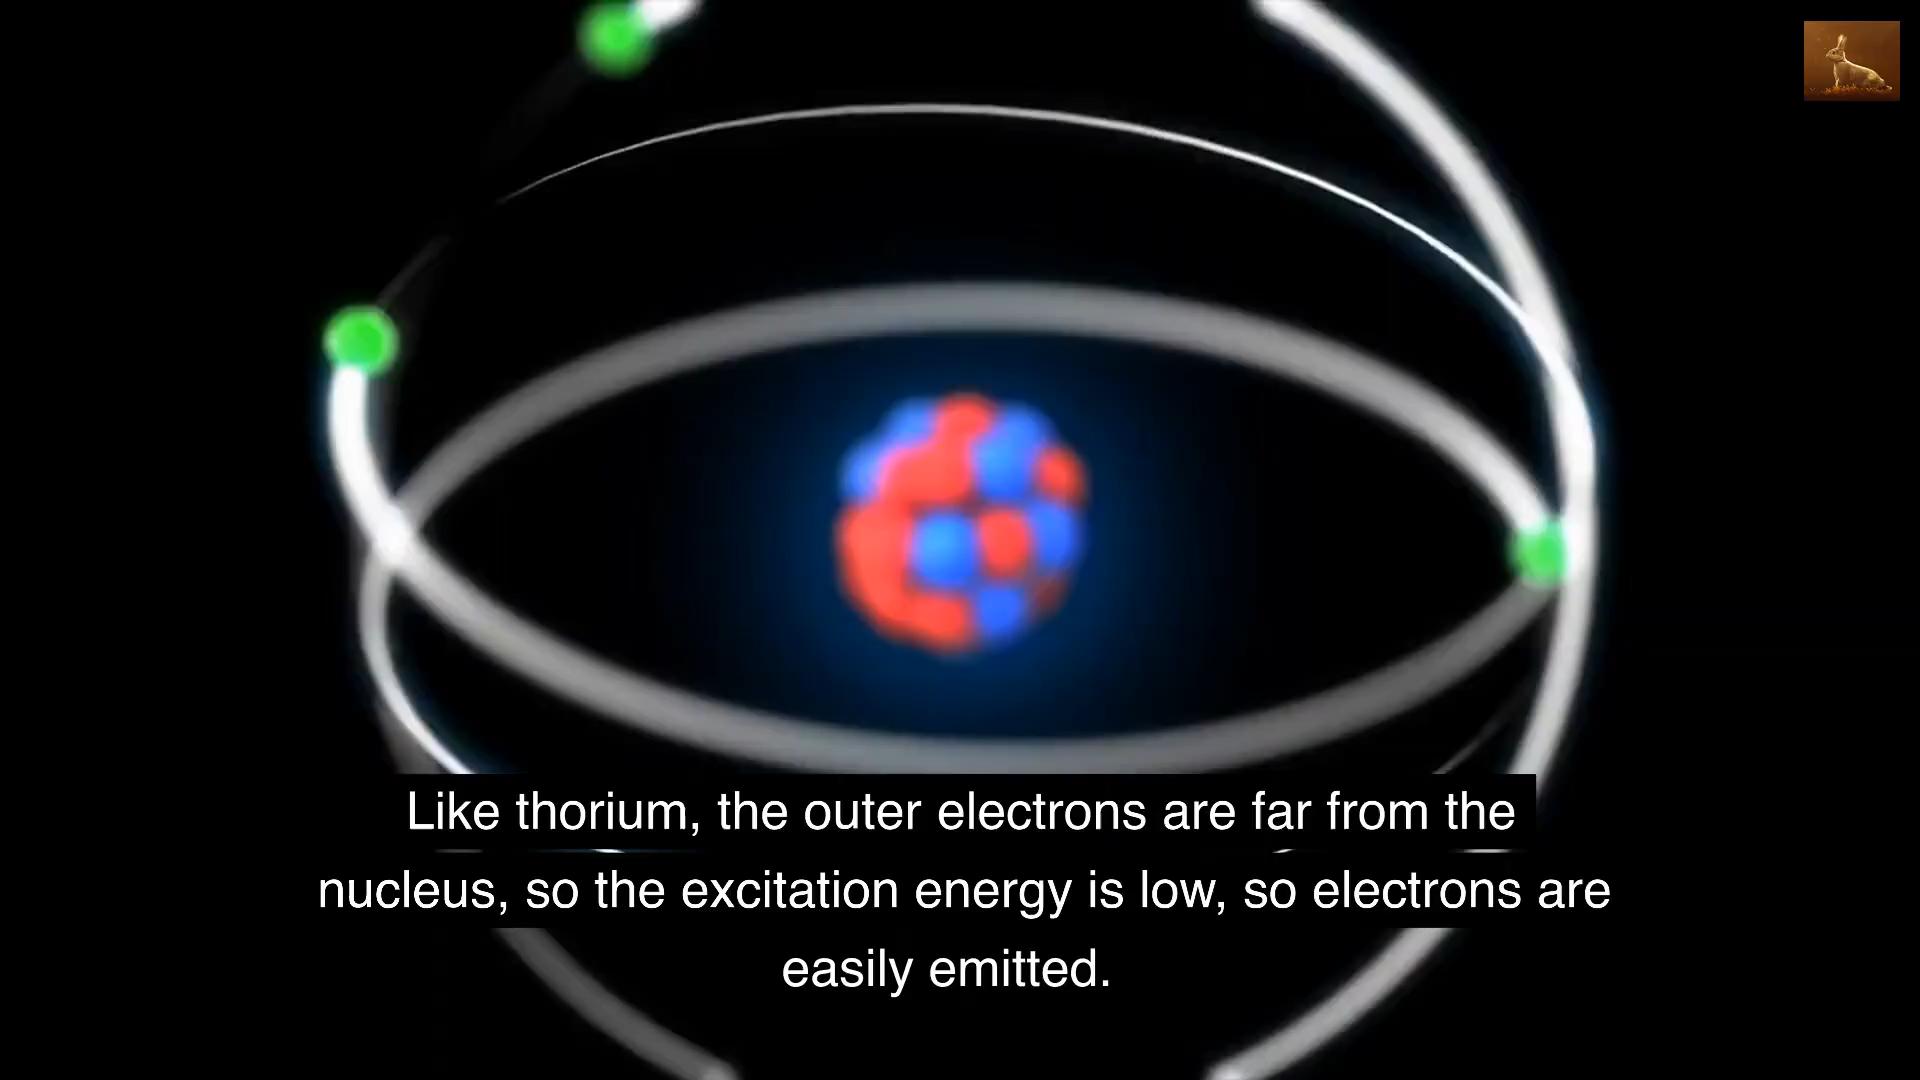 Like thorium, the outer electrons are far from the
nucleus, so the excitation energy is low, so electrons are
easily emitted.